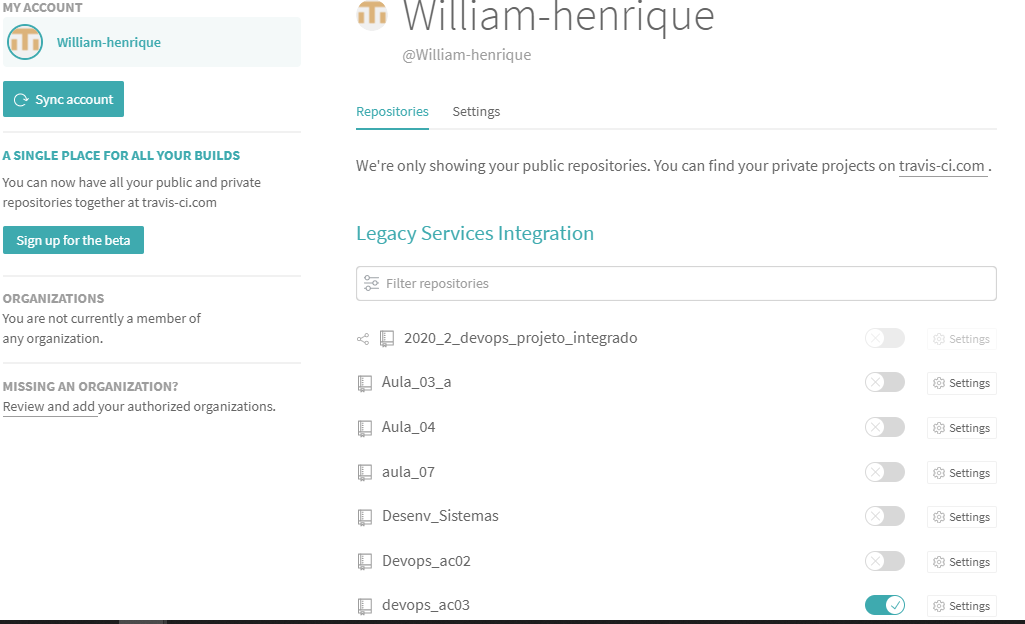 MY ACCOUNT
William-henrique
Sync account
A SINGLE PLACE FOR ALL YOUR BUILDS
You can now have all your public and private
repositories together at travis-ci.com
Sign up for the beta
ORGANIZATIONS
You are not currently a member of
any organization.
MISSING AN ORGANIZATION?
Review and add your authorized organizations.
William-henrique
@William-henrique
Repositories Settings
We're only showing your public repositories. You can find your private projects on travis-ci.com .
Legacy Services Integration
Filter repositories
2020_2_devops_projeto_integrado Settings
Aula_03_a Settings
Aula_04 Settings
aula_07 Settings
Desenv_Sistemas Settings
Devops_ac02 Settings
devops_ac03 Settings